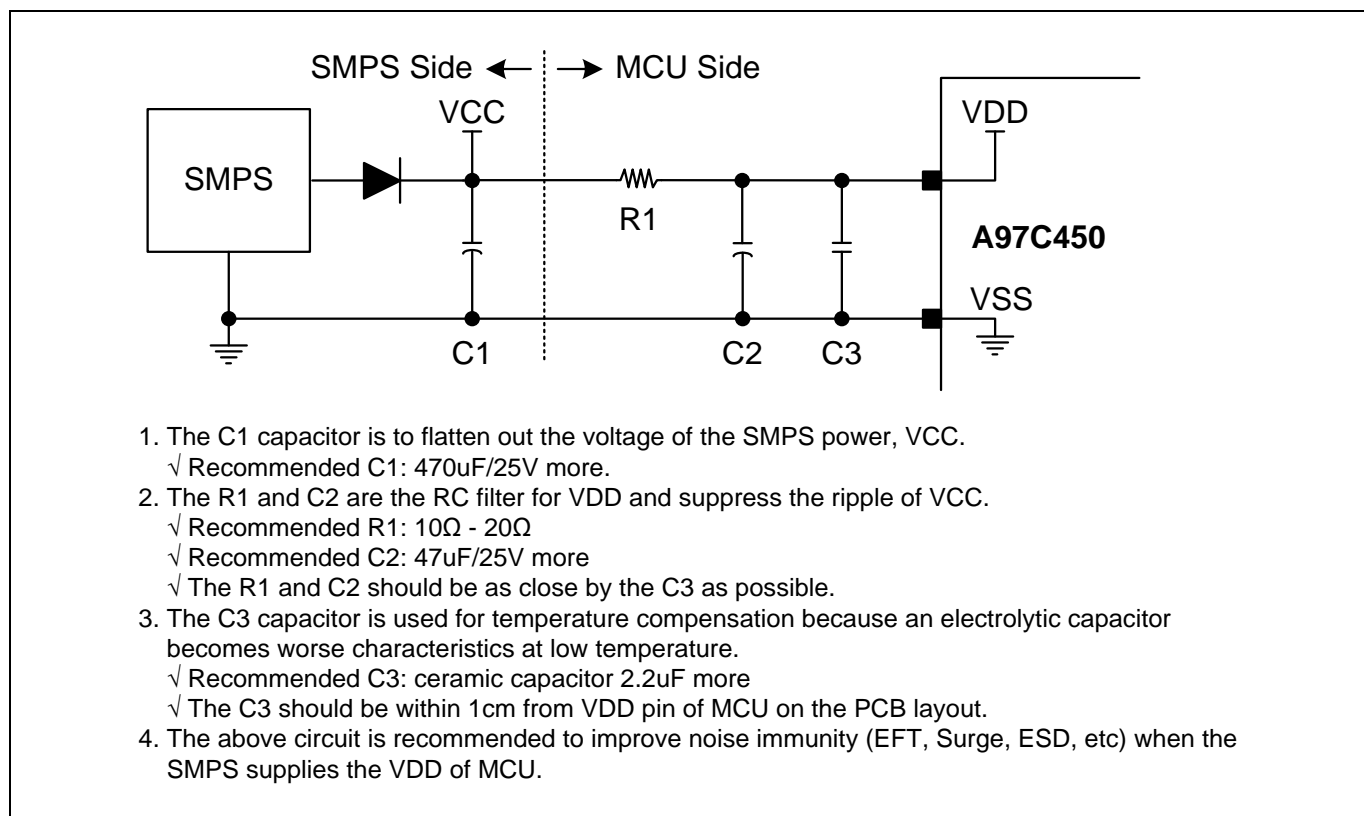 SMPS Side
MCU Side
VCC
VDD
SMPS
R1
A97C450
VSS
C1
C2
C3
1. The C1 capacitor is to flatten out the voltage of the SMPS power, VCC.
√ Recommended C1: 470uF/25V more.
2. The R1 and C2 are the RC filter for VDD and suppress the ripple of VCC.
√ Recommended R1: 10Ω - 20Ω
√ Recommended C2: 47uF/25V more
√ The R1 and C2 should be as close by the C3 as possible.
3. The C3 capacitor is used for temperature compensation because an electrolytic capacitor
becomes worse characteristics at low temperature.
√ Recommended C3: ceramic capacitor 2.2uF more
√ The C3 should be within 1cm from VDD pin of MCU on the PCB layout.
4. The above circuit is recommended to improve noise immunity (EFT, Surge, ESD, etc) when the
SMPS supplies the VDD of MCU.